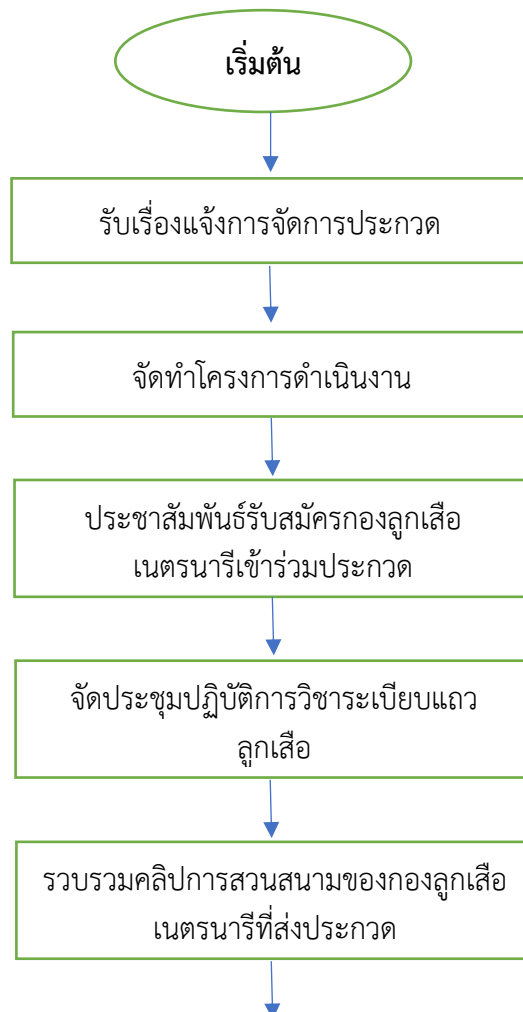 เริ่มต้น
รับเรื่องแจ้งการจัดการประกวด
จัดทำโครงการดำเนินงาน
ประชาสัมพันธ์รับสมัครกองลูกเสือ
เนตรนารีเข้าร่วมประกวด
จัดประชุมปฏิบัติการวิชาระเบียบแถว
ลูกเสือ
รวบรวมคลิปการสวนสนามของกองลูกเสือ
เนตรนารีที่ส่งประกวด